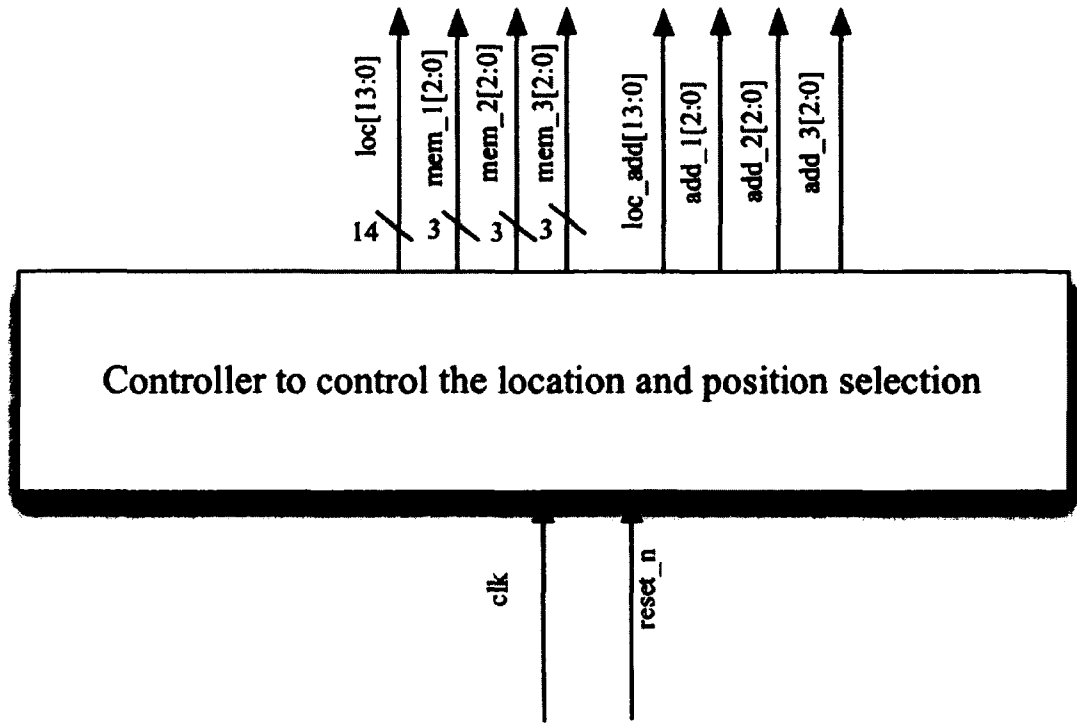 loc[13:0]
mem_1[2:0]
mem_2[2:0]
mem_3[2:0]
loc_add[13:0]
add_1[2:0]
add_2[2:0]
add_3[2:0]
14
3
3
3
Controller to control the location and position selection
clk
reset_n